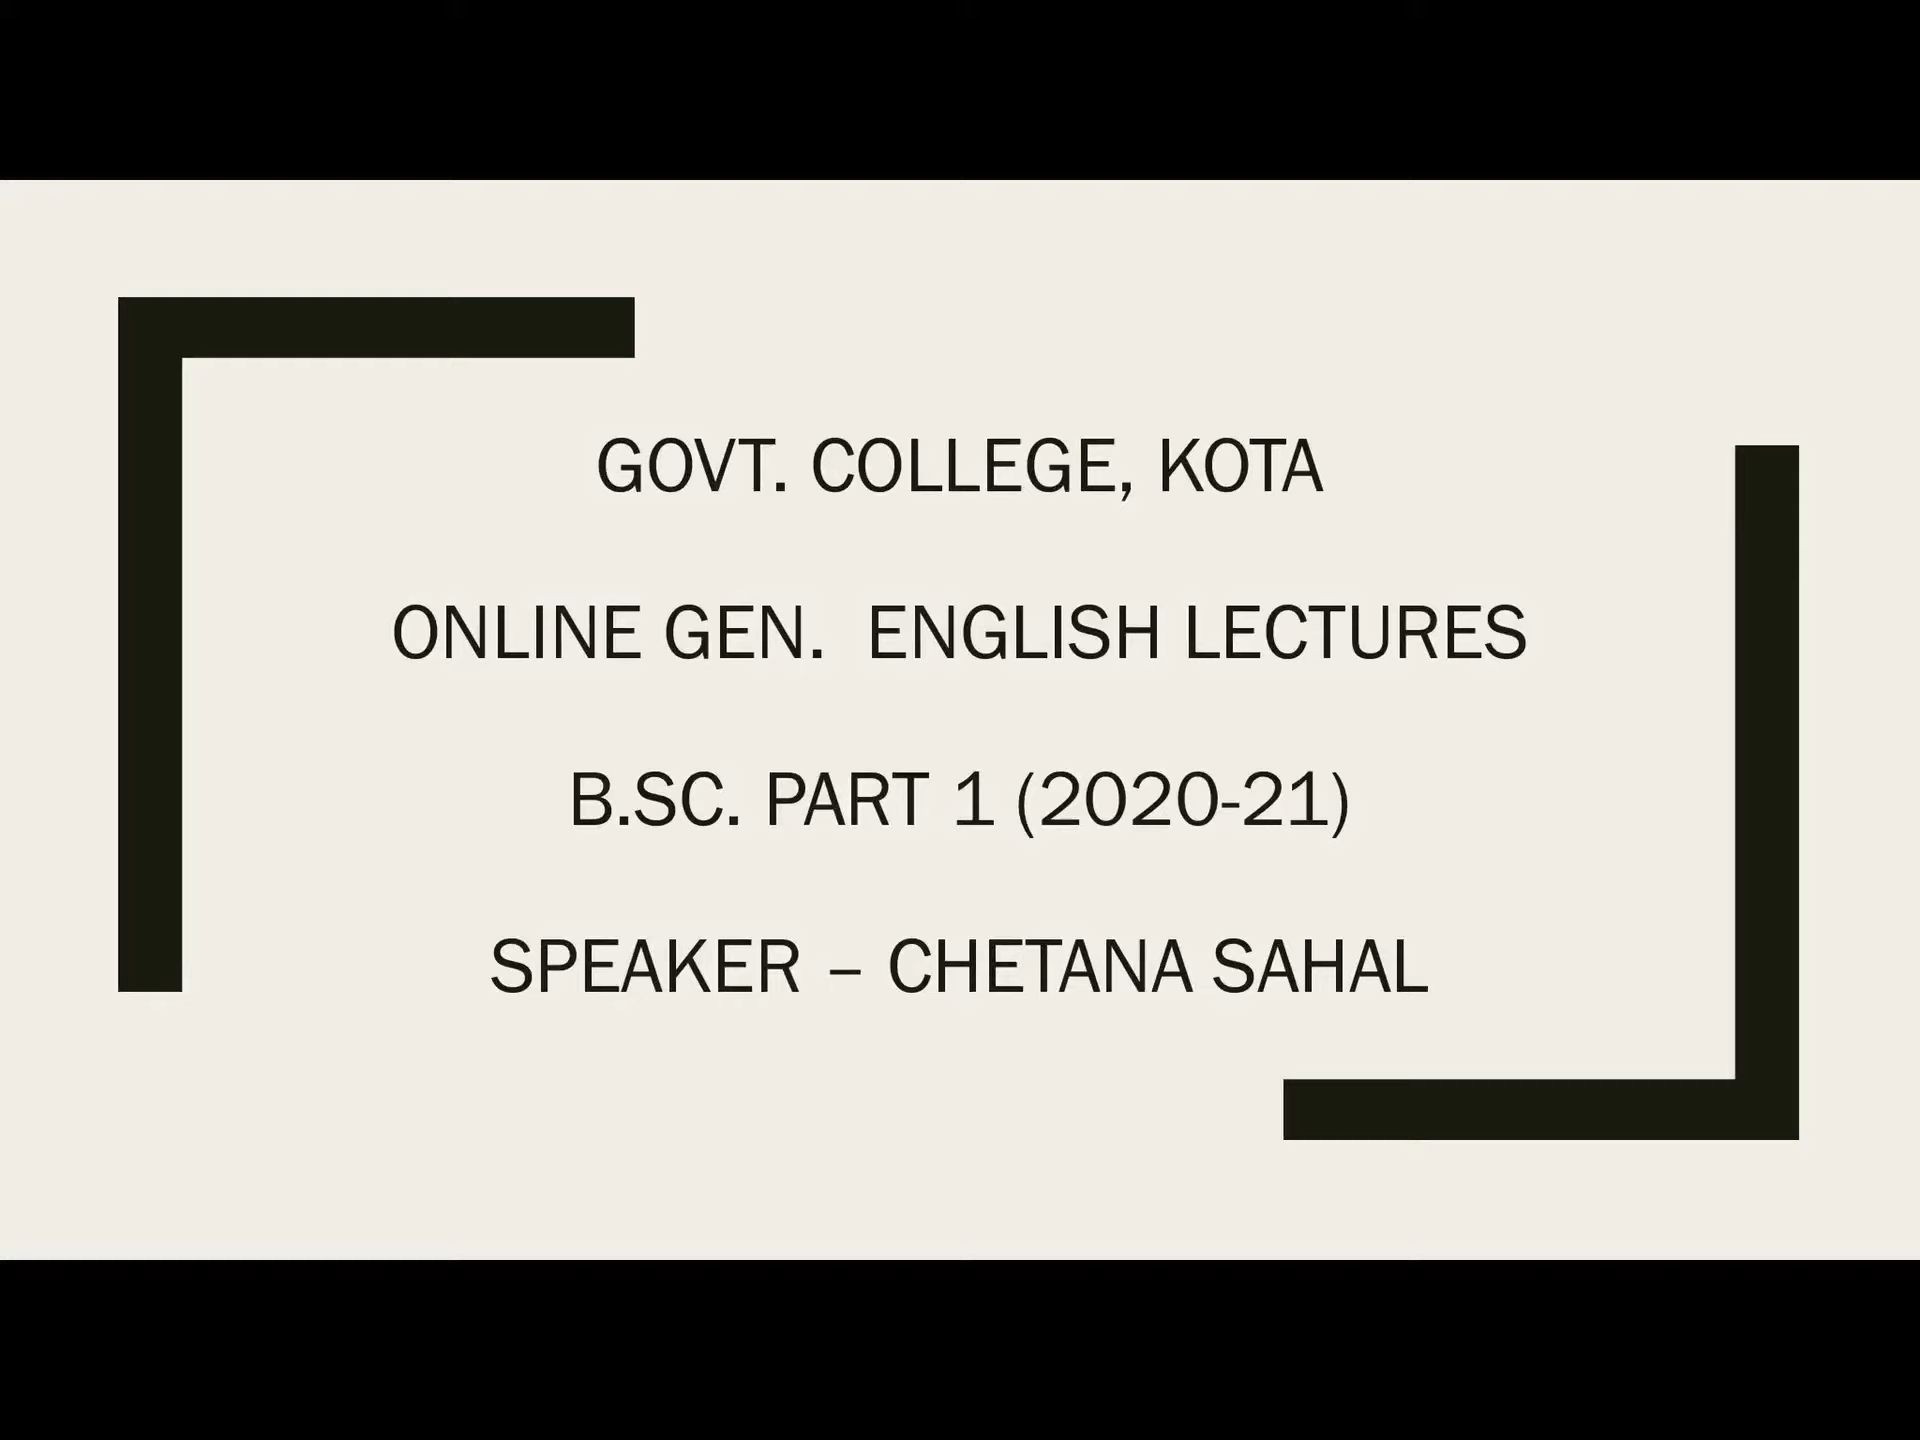 GOVT. COLLEGE, KOTA
ONLINE GEN.  ENGLISH LECTURES
B.SC. PART 1 (2020-21)
SPEAKER – CHETANA SAHAL